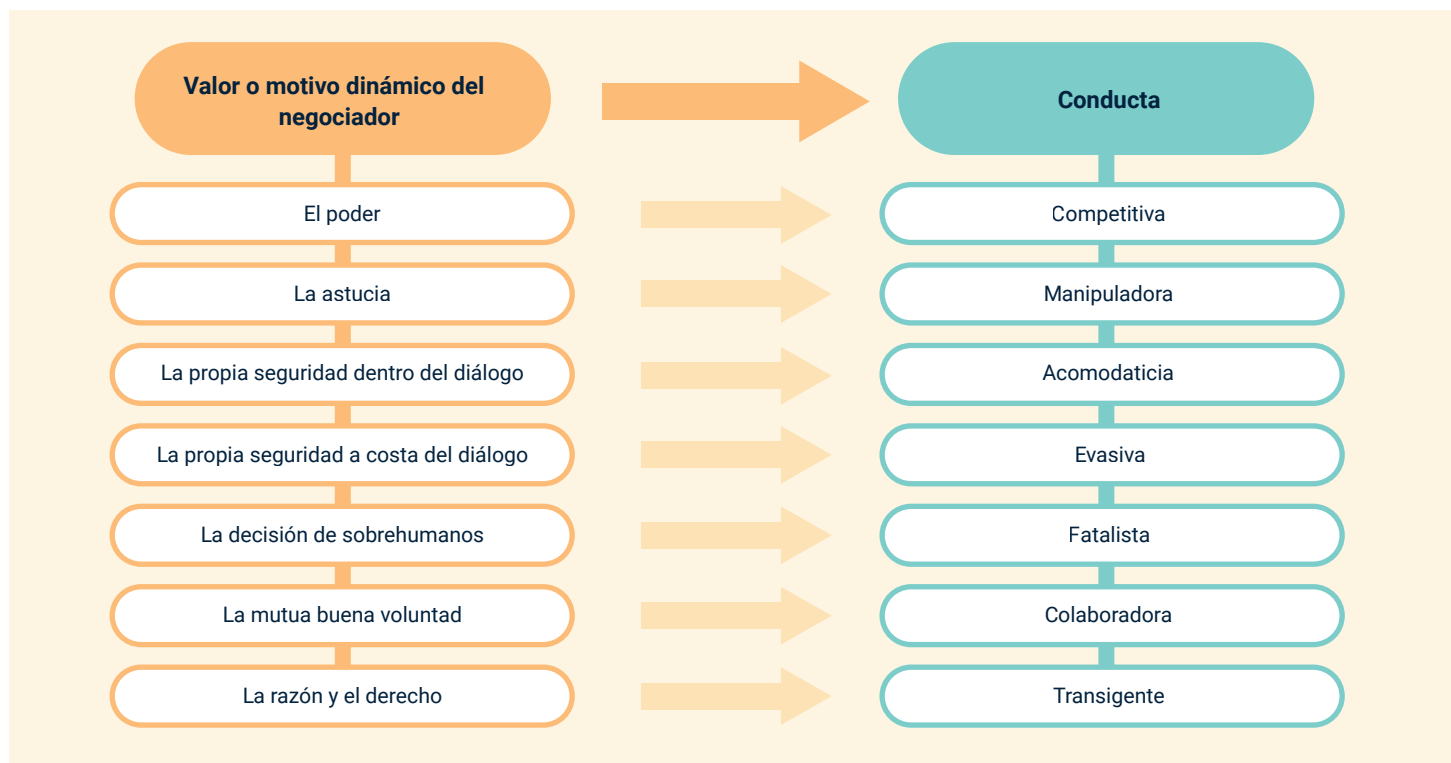 Valor o motivo dinámico del
negociador
Conducta
El poder
Competitiva
La astucia
Manipuladora
La propia seguridad dentro del diálogo
Acomodaticia
La propia seguridad a costa del diálogo
Evasiva
La decisión de sobrehumanos
Fatalista
La mutua buena voluntad
Colaboradora
La razón y el derecho
Transigente